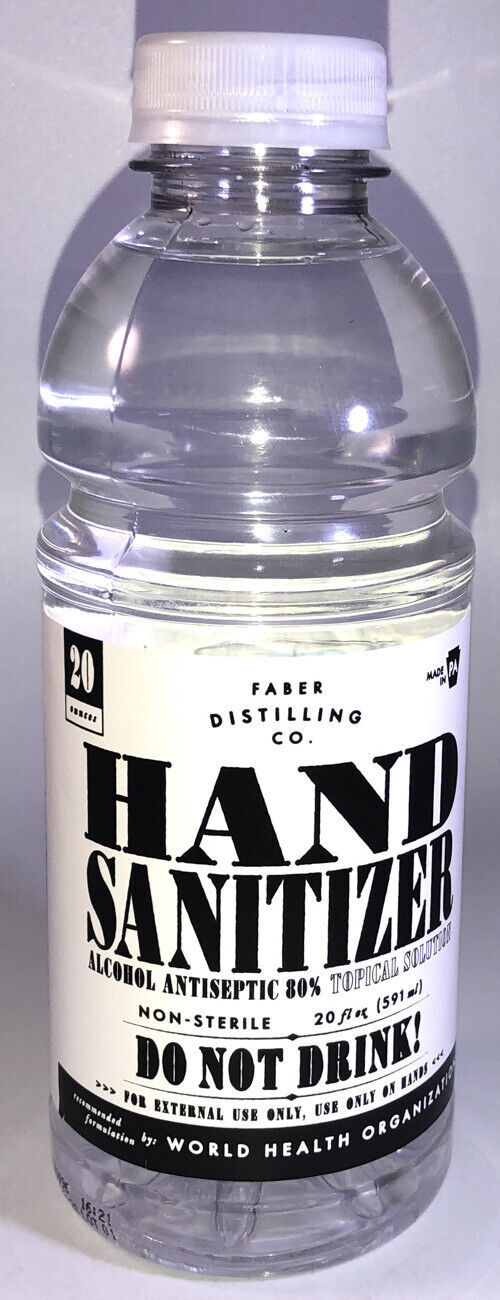 20
OUNCES
MADE
IN PA
FABER
DISTILLING
CO.
HAND
SANITIZER
ALCOHOL ANTISEPTIC 80% TOPICAL SOLUTION
NON-STERILE 20 fl oz (591 ml)
DO NOT DRINK!
>>> FOR EXTERNAL USE ONLY, USE ONLY ON HANDS <<<
recommended
formulation by: WORLD HEALTH ORGANIZATION
16:21